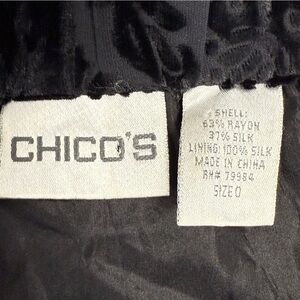 CHICO'S
SHELL:
63% RAYON
37% SILK
LINING: 100% SILK
MADE IN CHINA
RN# 79984
SIZE 0